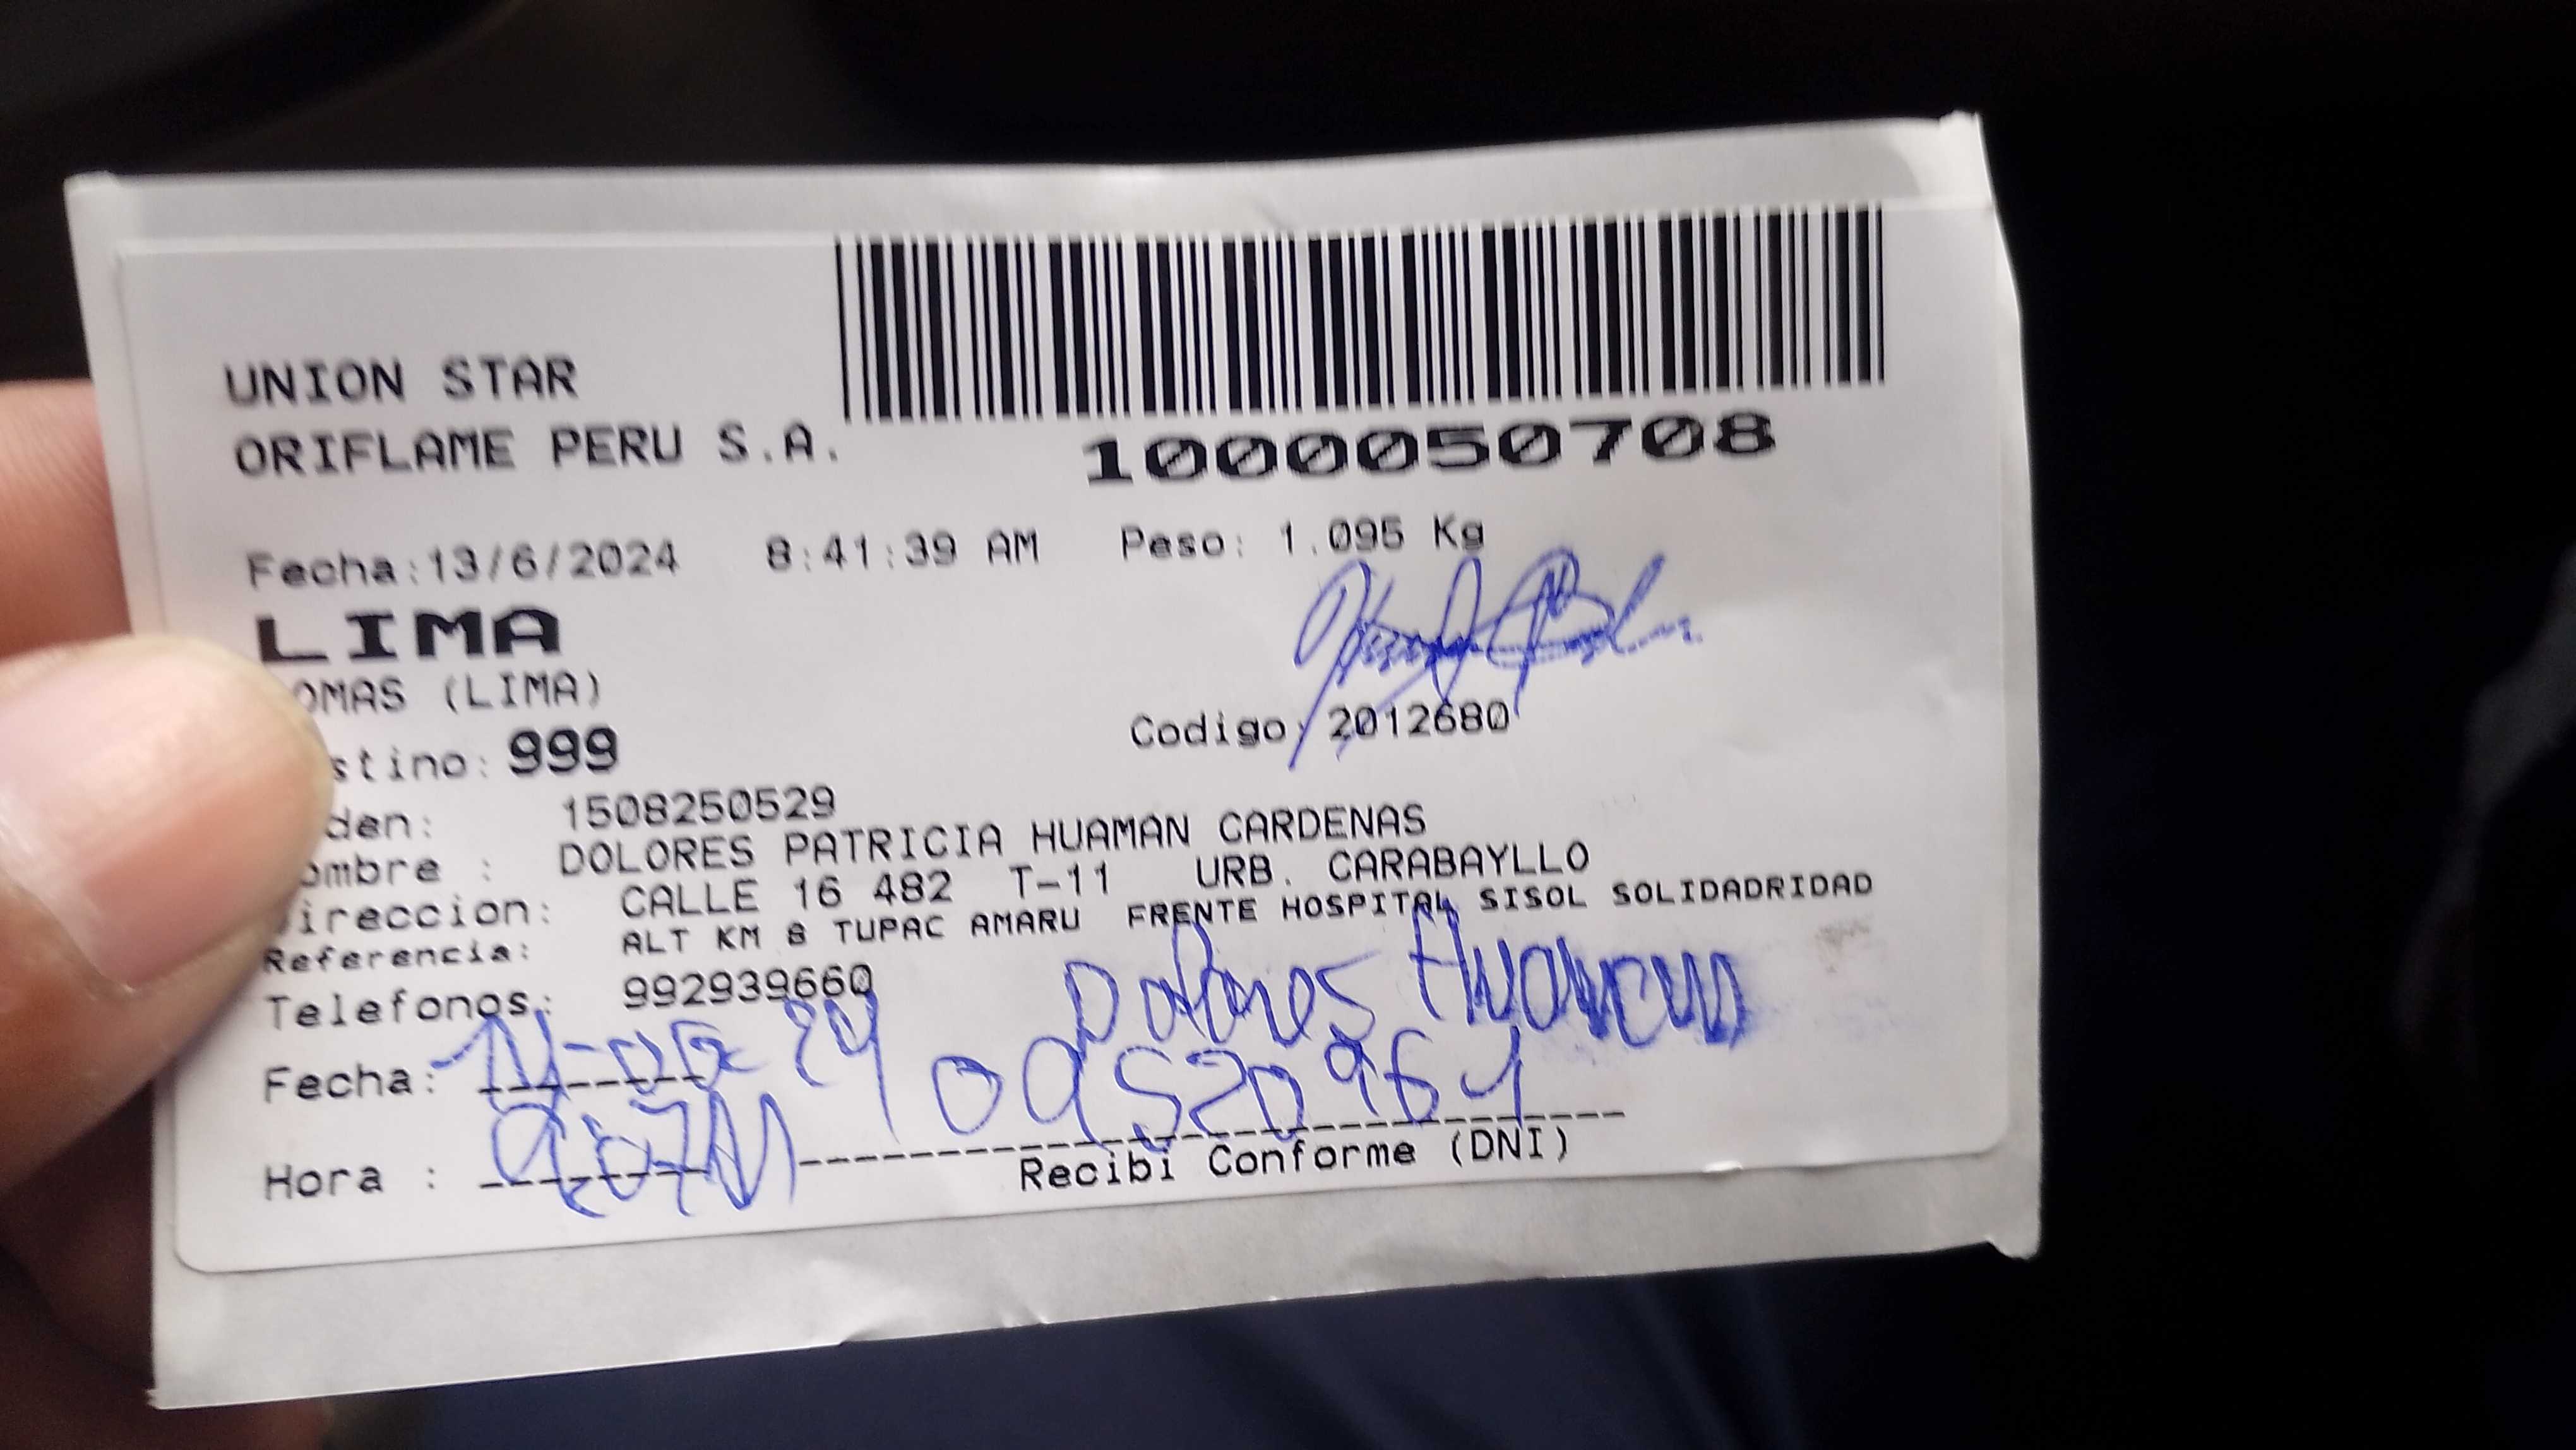 UNION STAR
ORIFLAME PERU S.A.
1000050708
Fecha:13/6/2024 8:41:39 AM Peso: 1.095 Kg
LIMA
OMAS (LIMA)
stino: 999 Codigo: 2012680
den: 1508250529
ombre : DOLORES PATRICIA HUAMAN CARDENAS
ireccion: CALLE 16 482 T-11 URB. CARABAYLLO
Referencia: ALT KM 8 TUPAC AMARU FRENTE HOSPITAL SISOL SOLIDADRIDAD
Telefonos: 992939660
Dolores Huaman
Fecha: 09520964
Hora :
Recibi Conforme (DNI)